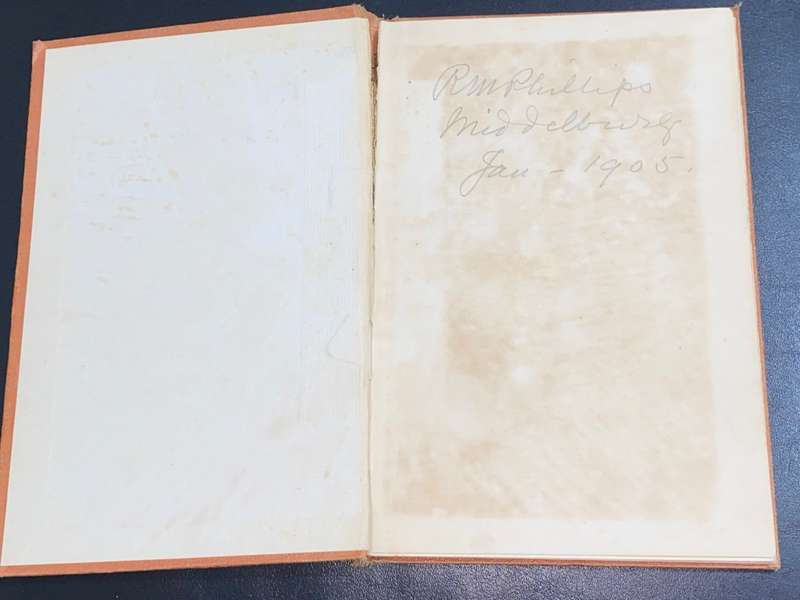 R M Phillips
Middelburg
Jan - 1905.